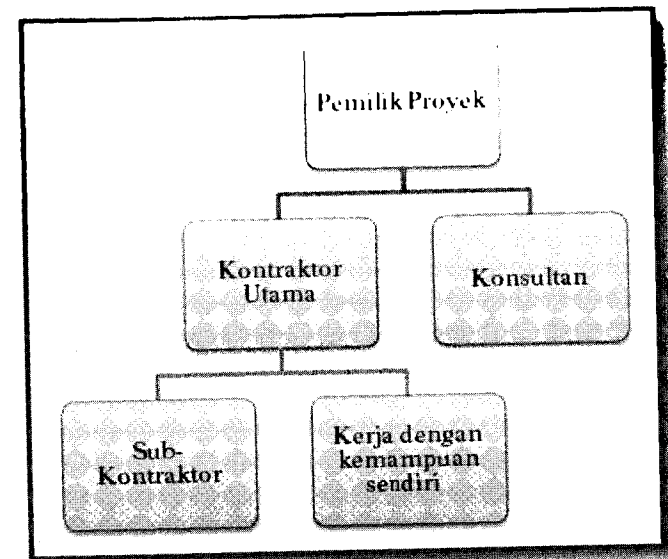 Pemilik Proyek
Kontraktor
Utama
Konsultan
Sub-
Kontraktor
Kerja dengan
kemampuan
sendiri